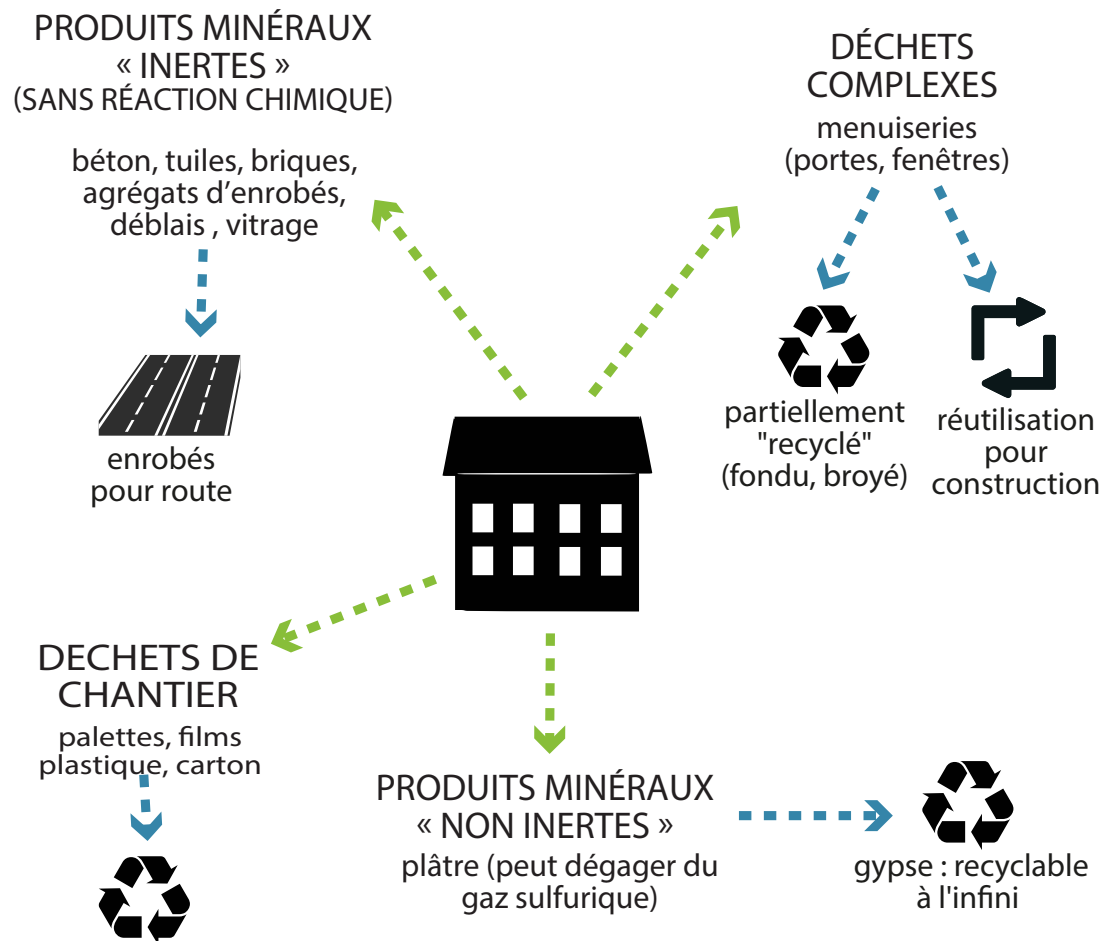 PRODUITS MINÉRAUX
« INERTES »
(SANS RÉACTION CHIMIQUE)
béton, tuiles, briques,
agrégats d’enrobés,
déblais , vitrage
enrobés
pour route
DÉCHETS
COMPLEXES
menuiseries
(portes, fenêtres)
partiellement
"recyclé"
(fondu, broyé)
réutilisation
pour
construction
DECHETS DE
CHANTIER
palettes, films
plastique, carton
PRODUITS MINÉRAUX
« NON INERTES »
plâtre (peut dégager du
gaz sulfurique)
gypse : recyclable
à l'infini